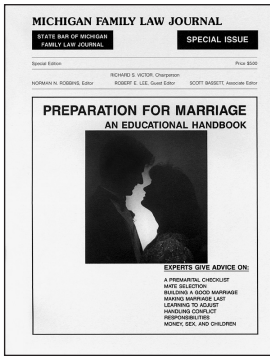 MICHIGAN FAMILY LAW JOURNAL
STATE BAR OF MICHIGAN
FAMILY LAW JOURNAL
SPECIAL ISSUE
Special Edition
Price $5.00
RICHARD S. VICTOR, Chairperson
NORMAN N. ROBBINS, Editor
ROBERT E. LEE, Guest Editor
SCOTT BASSETT, Associate Editor
PREPARATION FOR MARRIAGE
AN EDUCATIONAL HANDBOOK
EXPERTS GIVE ADVICE ON:
A PREMARITAL CHECKLIST
MATE SELECTION
BUILDING A GOOD MARRIAGE
MAKING MARRIAGE LAST
LEARNING TO ADJUST
HANDLING CONFLICT
RESPONSIBILITIES
MONEY, SEX, AND CHILDREN